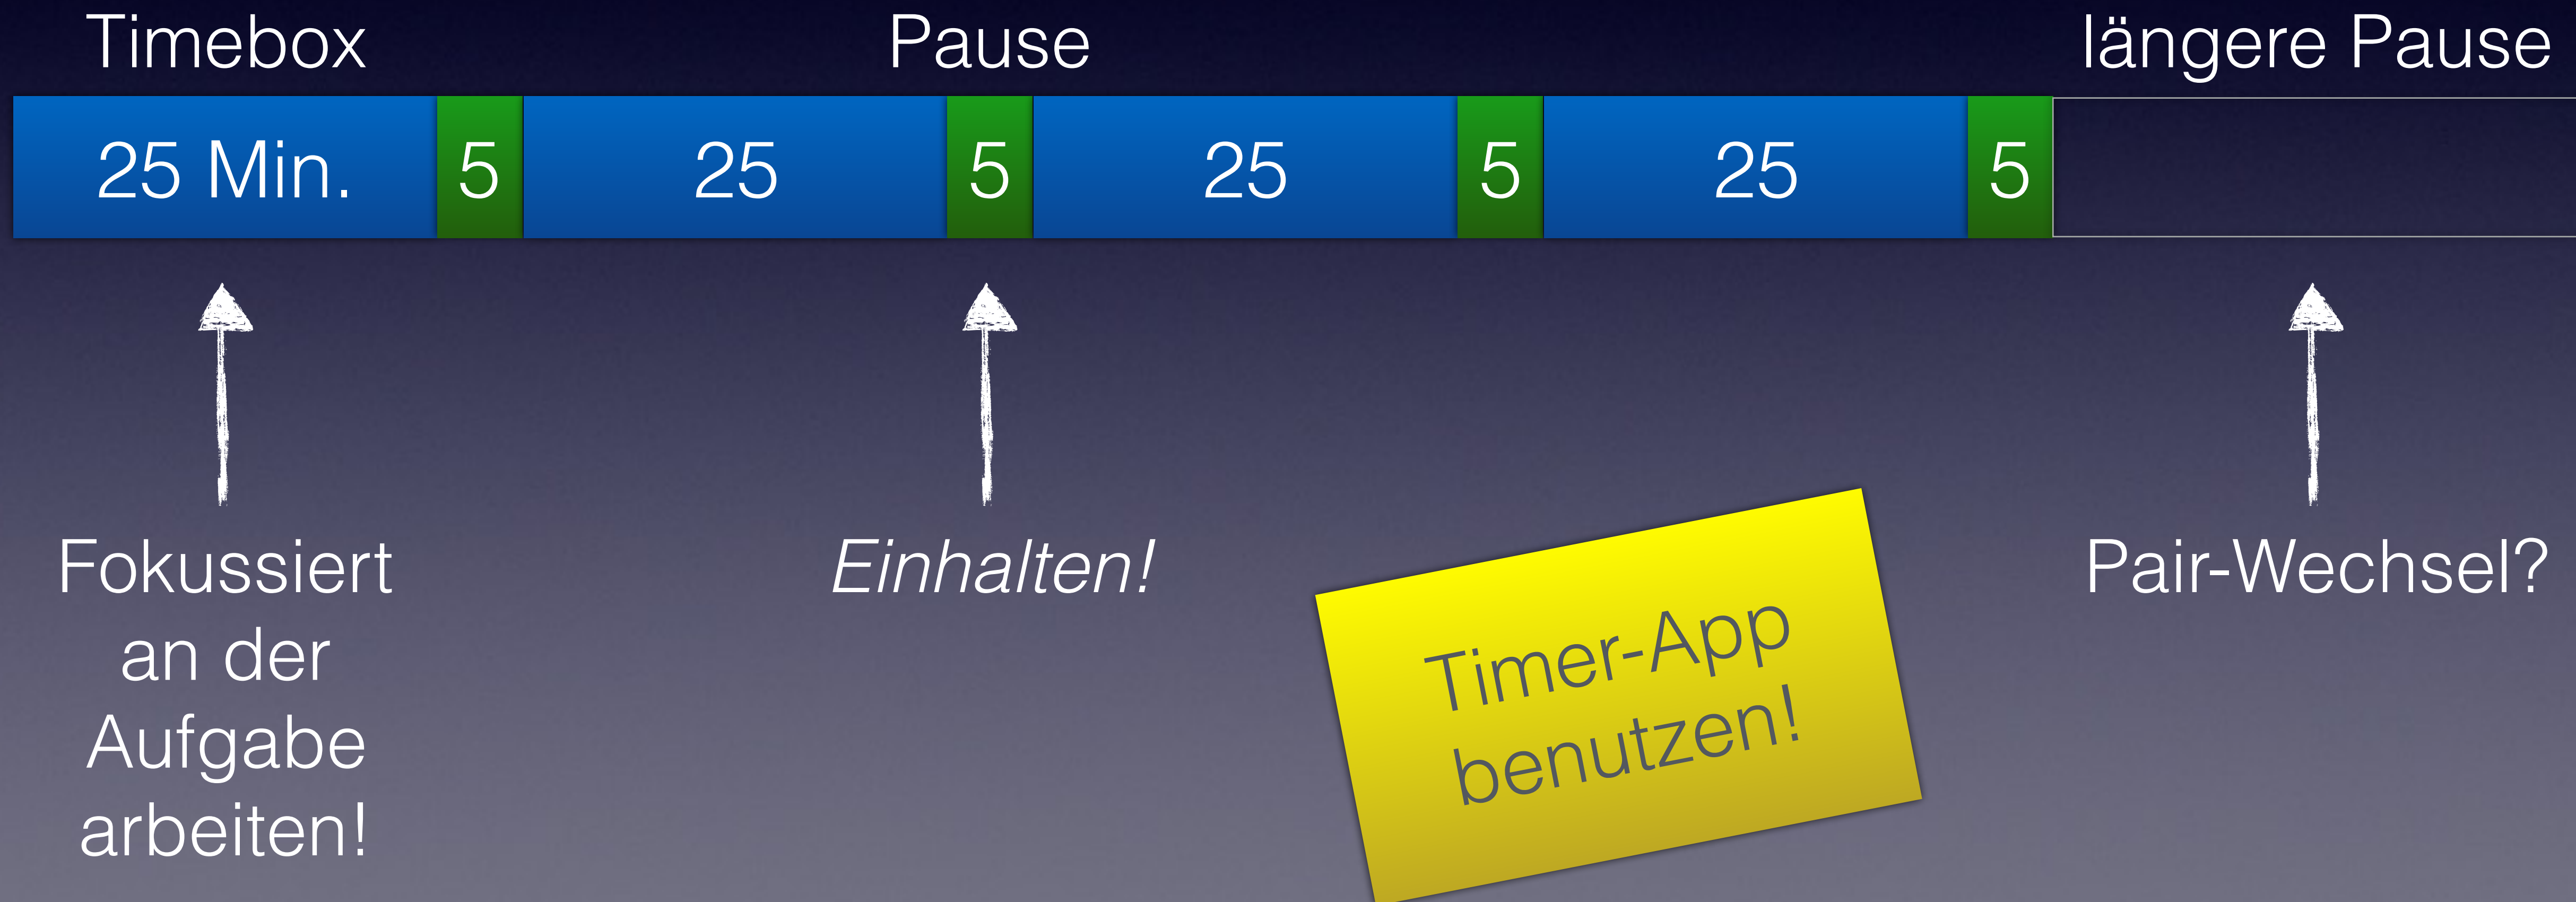 Timebox
Pause
längere Pause
25 Min.
5
25
5
25
5
25
5
Fokussiert
an der
Aufgabe
arbeiten!
Einhalten!
Timer-App
benutzen!
Pair-Wechsel?